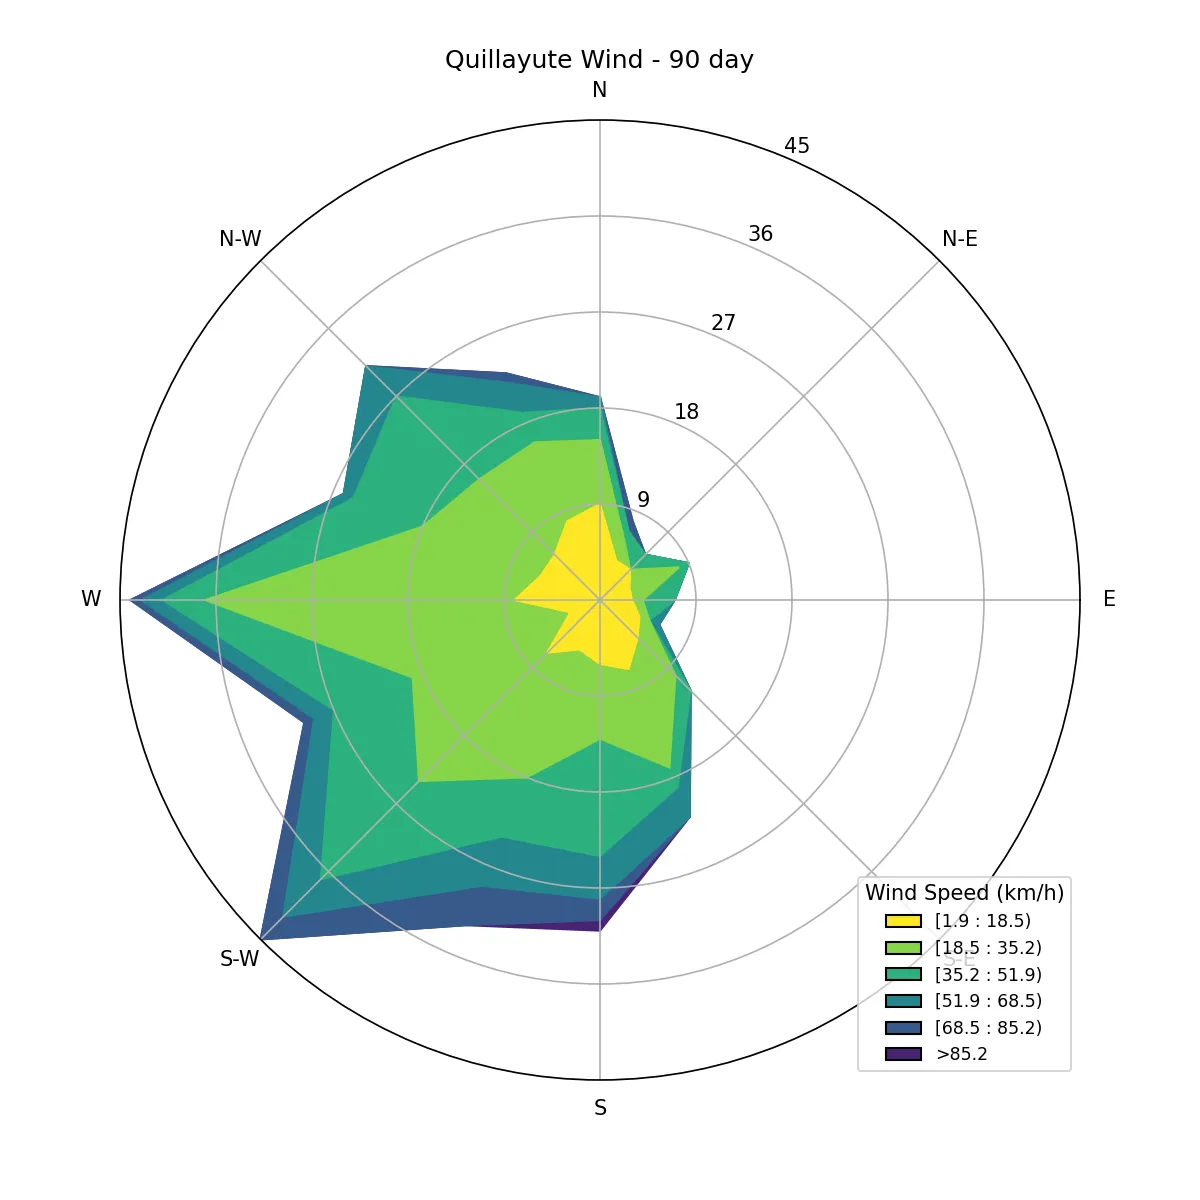 Quillayute Wind - 90 day
N
45
N-W
36
N-E
27
18
9
W
E
S-W
S-E
Wind Speed (km/h)
[1.9 : 18.5)
[18.5 : 35.2)
[35.2 : 51.9)
[51.9 : 68.5)
[68.5 : 85.2)
>85.2
S